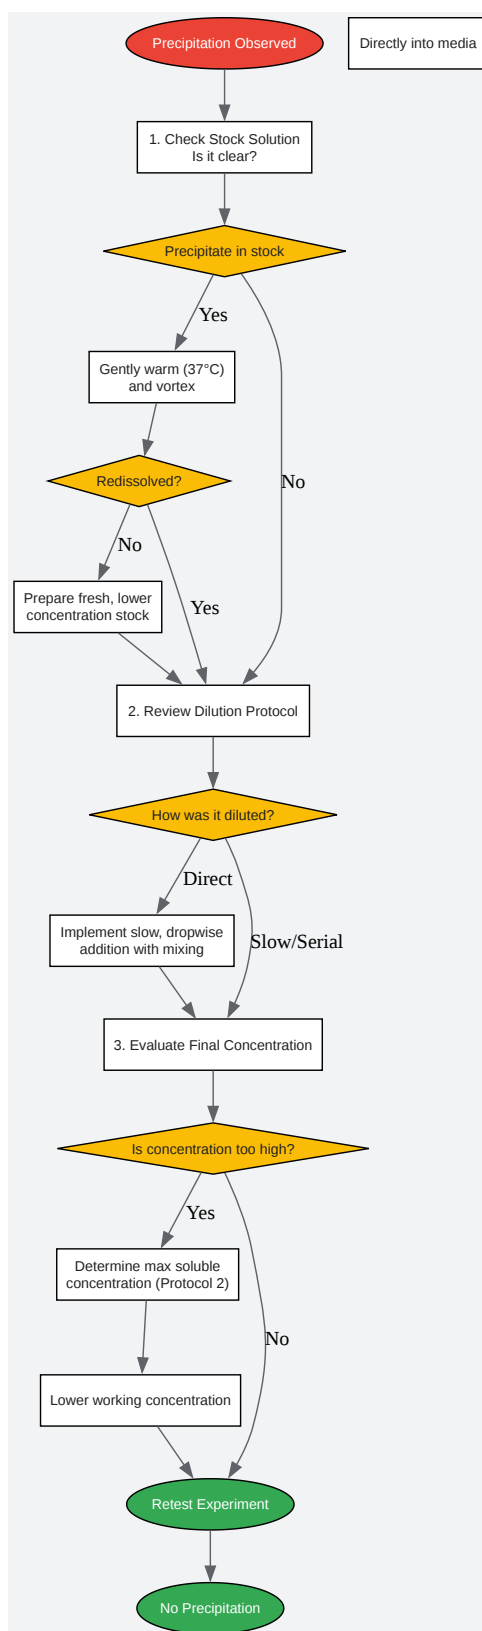 Precipitation Observed
Directly into media
1. Check Stock Solution
Is it clear?
Precipitate in stock
Yes
Gently warm (37°C)
and vortex
No
Redissolved?
No
Yes
Prepare fresh, lower
concentration stock
2. Review Dilution Protocol
How was it diluted?
Direct
Slow/Serial
Implement slow, dropwise
addition with mixing
3. Evaluate Final Concentration
Is concentration too high?
Yes
No
Determine max soluble
concentration (Protocol 2)
Lower working concentration
Retest Experiment
No Precipitation